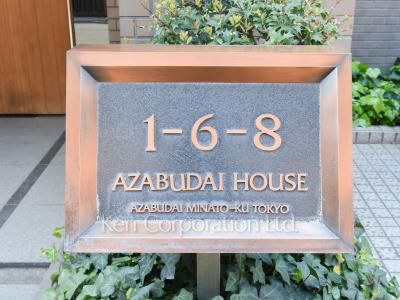 1-6-8
AZABUDAI HOUSE
AZABUDAI MINATO-KU TOKYO
Ken Corporation Ltd.